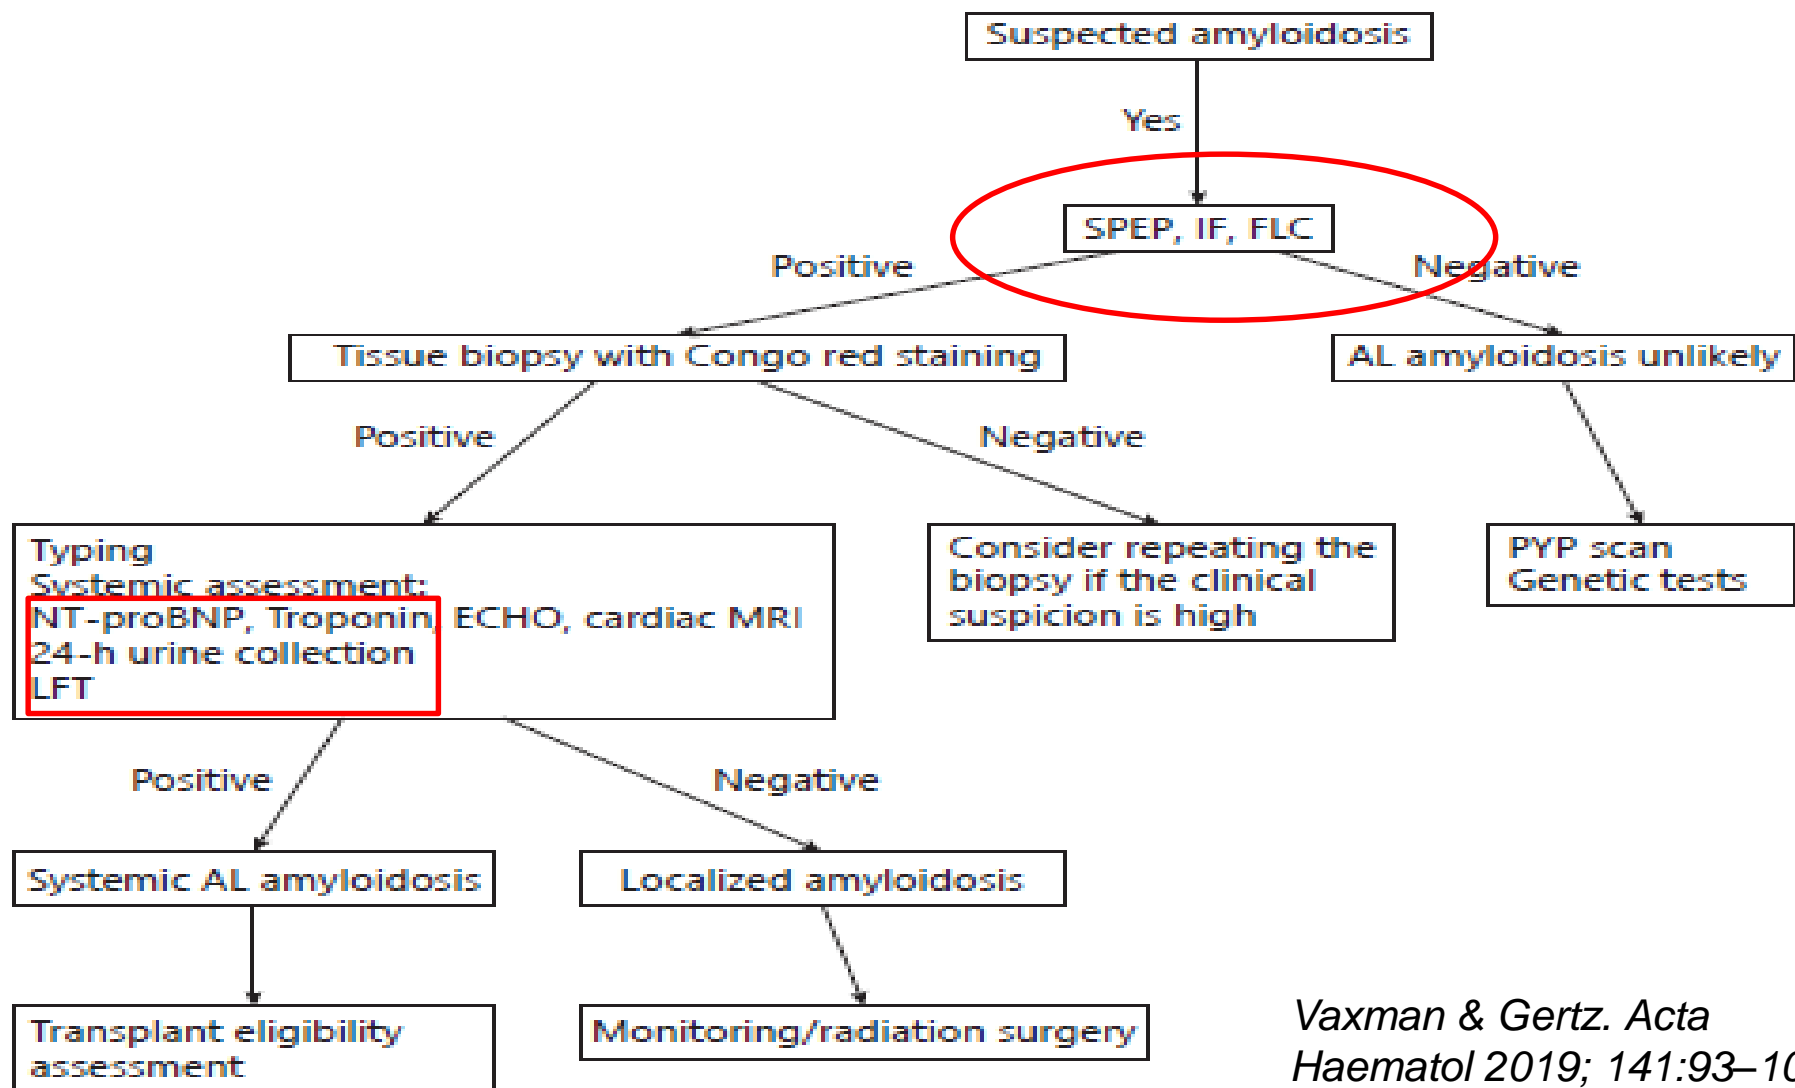 Suspected amyloidosis
Yes
SPEP, IF, FLC
Positive
Negative
Tissue biopsy with Congo red staining
AL amyloidosis unlikely
Positive
Negative
Typing
Systemic assessment:
NT-proBNP, Troponin, ECHO, cardiac MRI
24-h urine collection
LFT
Consider repeating the
biopsy if the clinical
suspicion is high
PYP scan
Genetic tests
Positive
Negative
Systemic AL amyloidosis
Localized amyloidosis
Transplant eligibility
assessment
Monitoring/radiation surgery
Vaxman & Gertz. Acta
Haematol 2019; 141:93–10